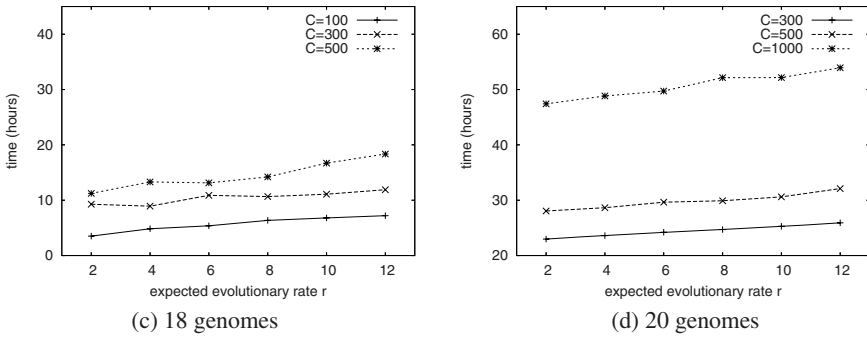 C=100
C=300
C=500
40
30
20
10
0
time (hours)
2 4 6 8 10 12
expected evolutionary rate r
(c) 18 genomes
C=300
C=500
C=1000
60
50
40
30
20
time (hours)
2 4 6 8 10 12
expected evolutionary rate r
(d) 20 genomes